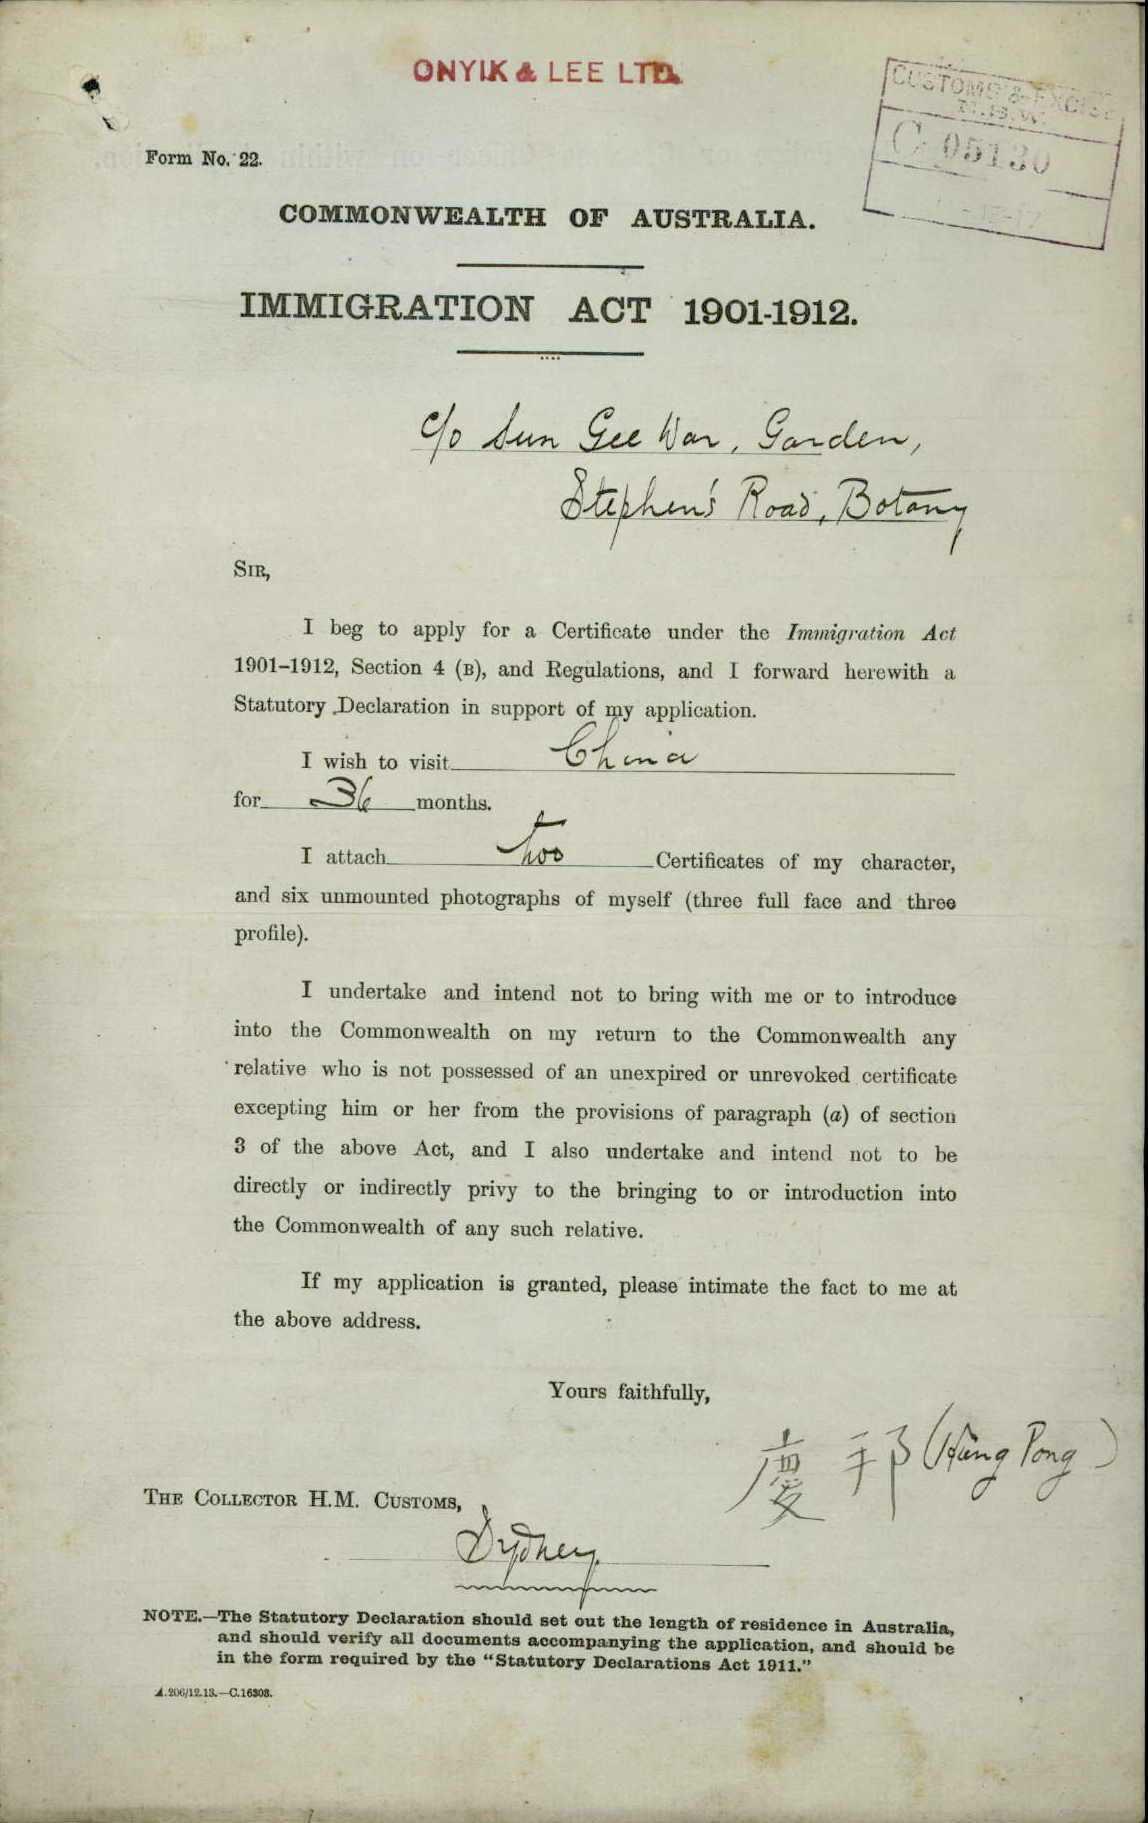 ONYIK & LEE LTD.
CUSTOMS & EXCISE
N.S.W.
C 05130
Form No. 22.
COMMONWEALTH OF AUSTRALIA.
IMMIGRATION ACT 1901-1912.
c/o Sun Gee War, Garden,
Stephen's Road, Botany
SIR,
I beg to apply for a Certificate under the Immigration Act
1901–1912, Section 4 (B), and Regulations, and I forward herewith a
Statutory Declaration in support of my application.
I wish to visit China
for 36 months.
I attach two Certificates of my character,
and six unmounted photographs of myself (three full face and three
profile).
I undertake and intend not to bring with me or to introduce
into the Commonwealth on my return to the Commonwealth any
relative who is not possessed of an unexpired or unrevoked certificate
excepting him or her from the provisions of paragraph (a) of section
3 of the above Act, and I also undertake and intend not to be
directly or indirectly privy to the bringing to or introduction into
the Commonwealth of any such relative.
If my application is granted, please intimate the fact to me at
the above address.
Yours faithfully,
慶邦 (Hing Pong)
THE COLLECTOR H.M. CUSTOMS,
Sydney.
NOTE.—The Statutory Declaration should set out the length of residence in Australia,
and should verify all documents accompanying the application, and should be
in the form required by the "Statutory Declarations Act 1911."
A.206/12.13.—C.16308.